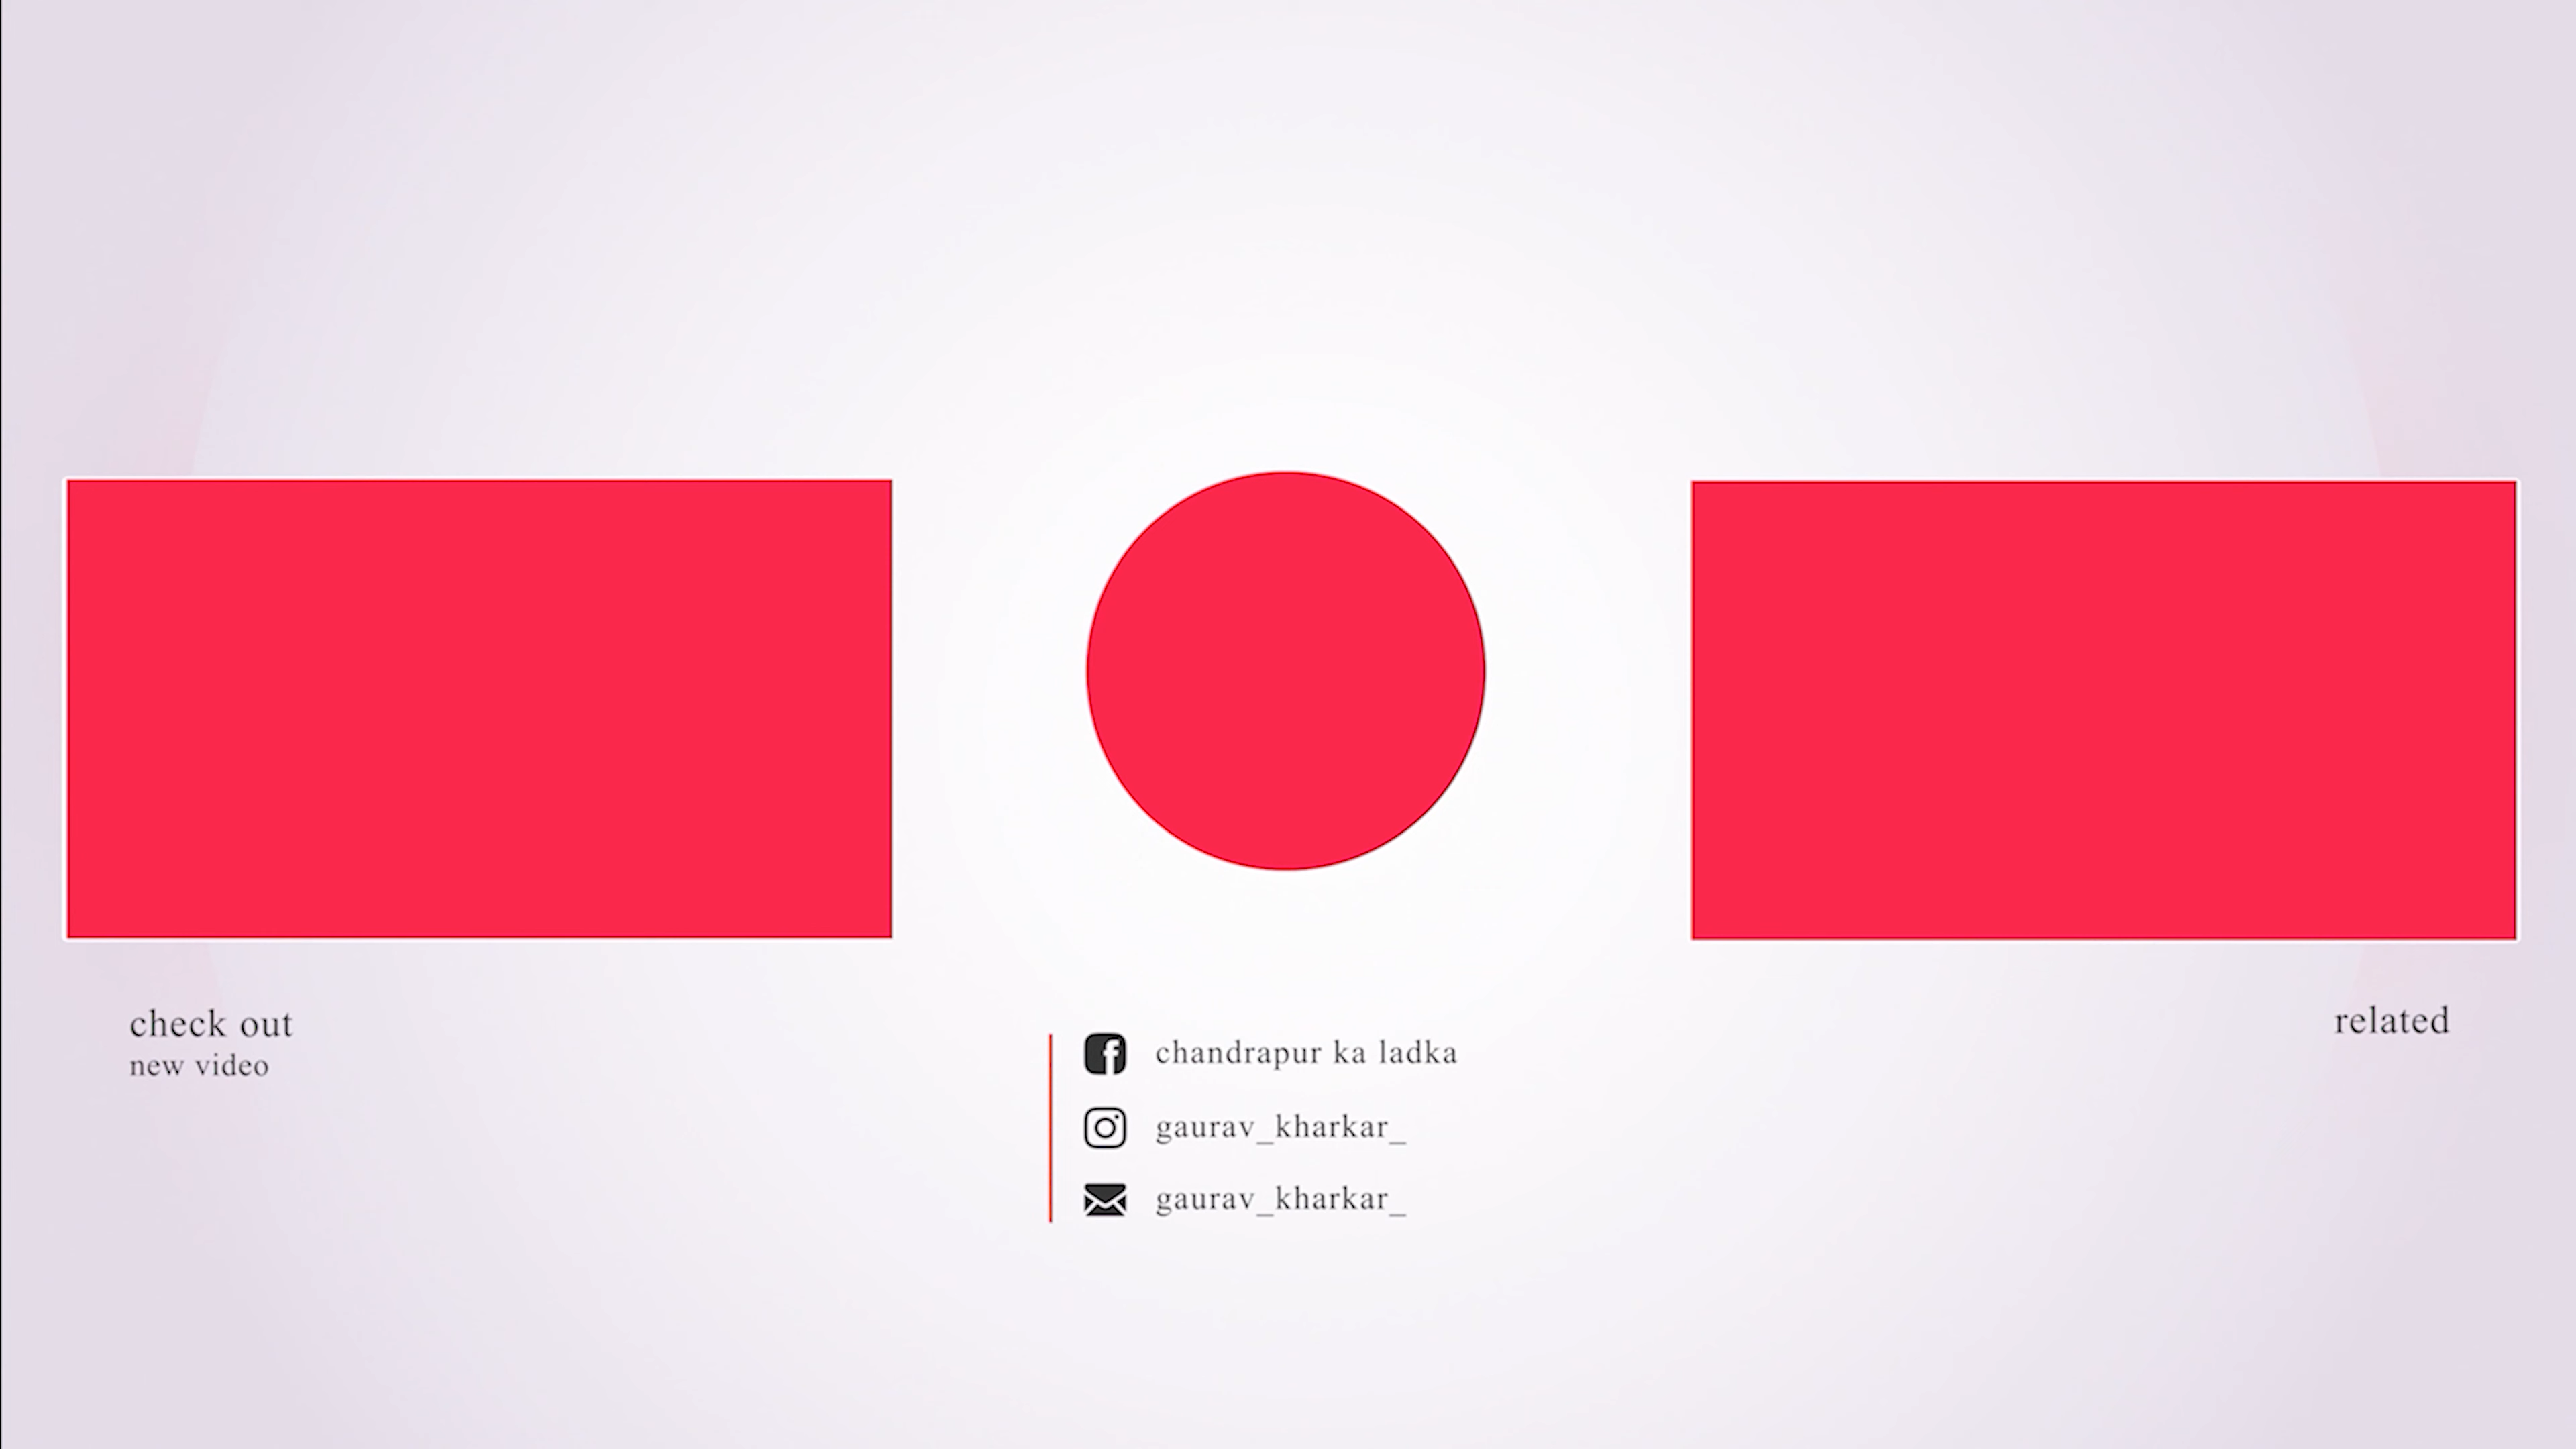 check out
new video
chandrapur ka ladka
gaurav_kharkar_
gaurav_kharkar_
related